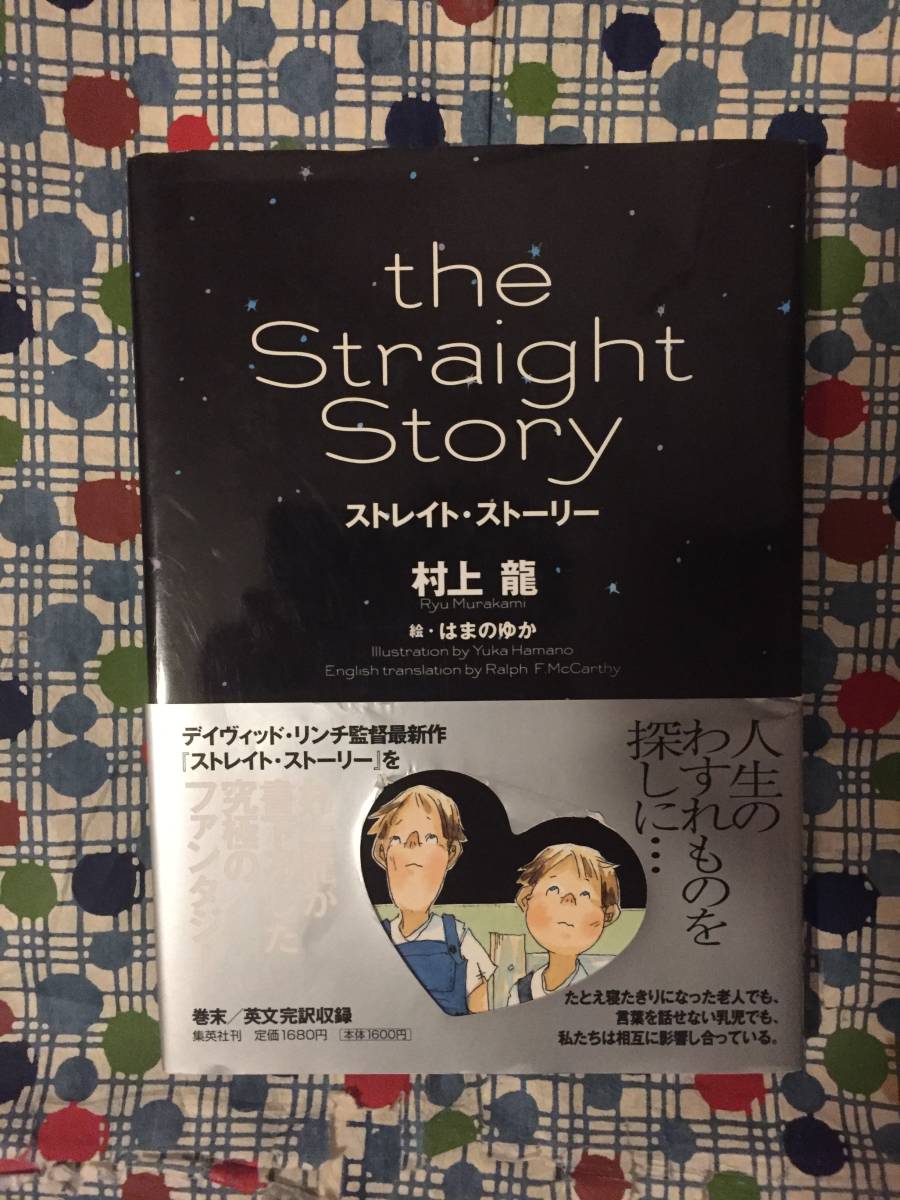 the
Straight
Story
ストレイト・ストーリー
村上 龍
Ryu Murakami
絵・はまのゆか
Illustration by Yuka Hamano
English translation by Ralph F.McCarthy
デイヴィッド・リンチ監督最新作
『ストレイト・ストーリー』を
究極の
ファンタジ
人生の
わすれものを
探しに…
たとえ寝たきりになった老人でも、
言葉を話せない乳児でも、
私たちは相互に影響し合っている。
巻末／英文完訳収録
集英社刊 定価1680円 本体1600円